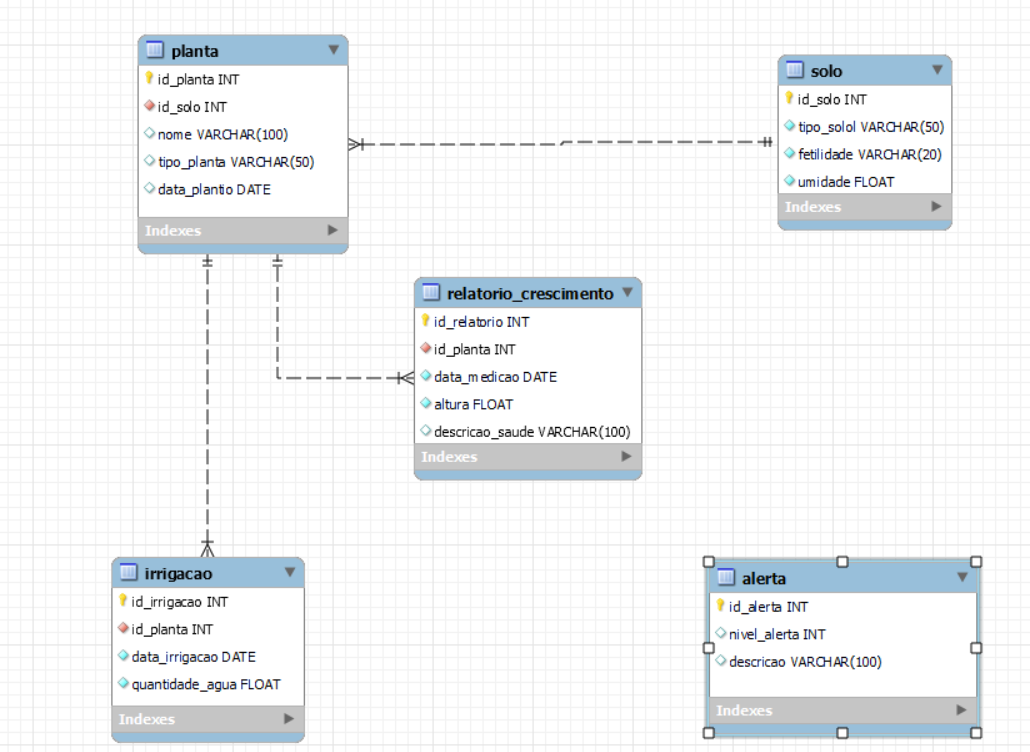 planta
id_planta INT
id_solo INT
nome VARCHAR(100)
tipo_planta VARCHAR(50)
data_plantio DATE
Indexes
solo
id_solo INT
tipo_solol VARCHAR(50)
fetilidade VARCHAR(20)
umidade FLOAT
Indexes
relatorio_crescimento
id_relatorio INT
id_planta INT
data_medicao DATE
altura FLOAT
descricao_saude VARCHAR(100)
Indexes
irrigacao
id_irrigacao INT
id_planta INT
data_irrigacao DATE
quantidade_agua FLOAT
Indexes
alerta
id_alerta INT
nivel_alerta INT
descricao VARCHAR(100)
Indexes